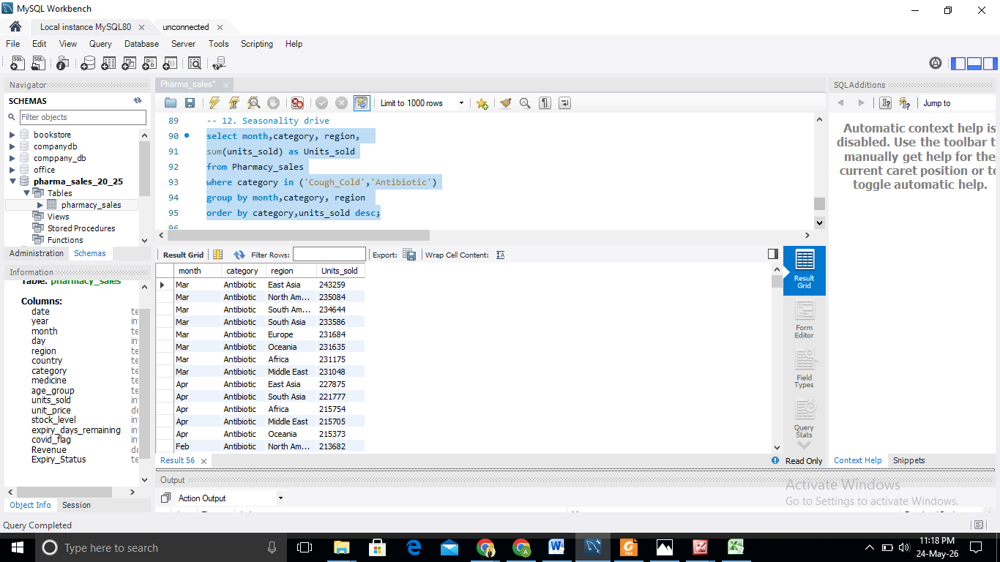 MySQL Workbench
Local instance MySQL80
unconnected
File Edit View Query Database Server Tools Scripting Help
Navigator
SCHEMAS
Filter objects
bookstore
companydb
comppany_db
office
pharma_sales_20_25
Tables
pharmacy_sales
Views
Stored Procedures
Functions
Administration Schemas
Information
Table: pharmacy_sales
Columns:
date te
year in
month te
day in
region te
country te
category te
medicine te
age_group te
units_sold in
unit_price do
stock_level in
expiry_days_remaining in
covid_flag in
Revenue do
Expiry_Status te
Object Info Session
Query Completed
Pharma_sales*
Limit to 1000 rows
89 -- 12. Seasonality drive
90 select month,category, region,
91 sum(units_sold) as Units_sold
92 from Pharmacy_sales
93 where category in ('Cough_Cold','Antibiotic')
94 group by month,category, region
95 order by category,units_sold desc;
96
Result Grid Filter Rows: Export: Wrap Cell Content:
month category region Units_sold
Mar Antibiotic East Asia 243259
Mar Antibiotic North Am... 235084
Mar Antibiotic South Am... 234644
Mar Antibiotic South Asia 233586
Mar Antibiotic Europe 231684
Mar Antibiotic Oceania 231635
Mar Antibiotic Africa 231175
Mar Antibiotic Middle East 231048
Apr Antibiotic East Asia 227875
Apr Antibiotic South Asia 221777
Apr Antibiotic Africa 215754
Apr Antibiotic Middle East 215705
Apr Antibiotic Oceania 215373
Feb Antibiotic North Am... 213682
Result Grid
Form Editor
Field Types
Query Stats
Result 56
Read Only
Output
Action Output
SQLAdditions
Jump to
Automatic context help is
disabled. Use the toolbar t
manually get help for the
current caret position or to
toggle automatic help.
Context Help Snippets
Activate Windows
Go to Settings to activate Windows.
Type here to search
11:18 PM
24-May-26